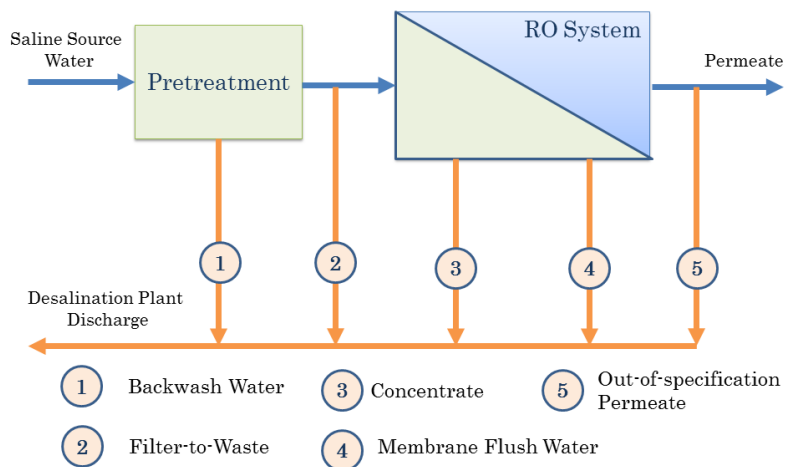 Saline Source
Water
Pretreatment
RO System
Permeate
1
2
3
4
5
Desalination Plant
Discharge
1 Backwash Water
3 Concentrate
5 Out-of-specification
Permeate
2 Filter-to-Waste
4 Membrane Flush Water